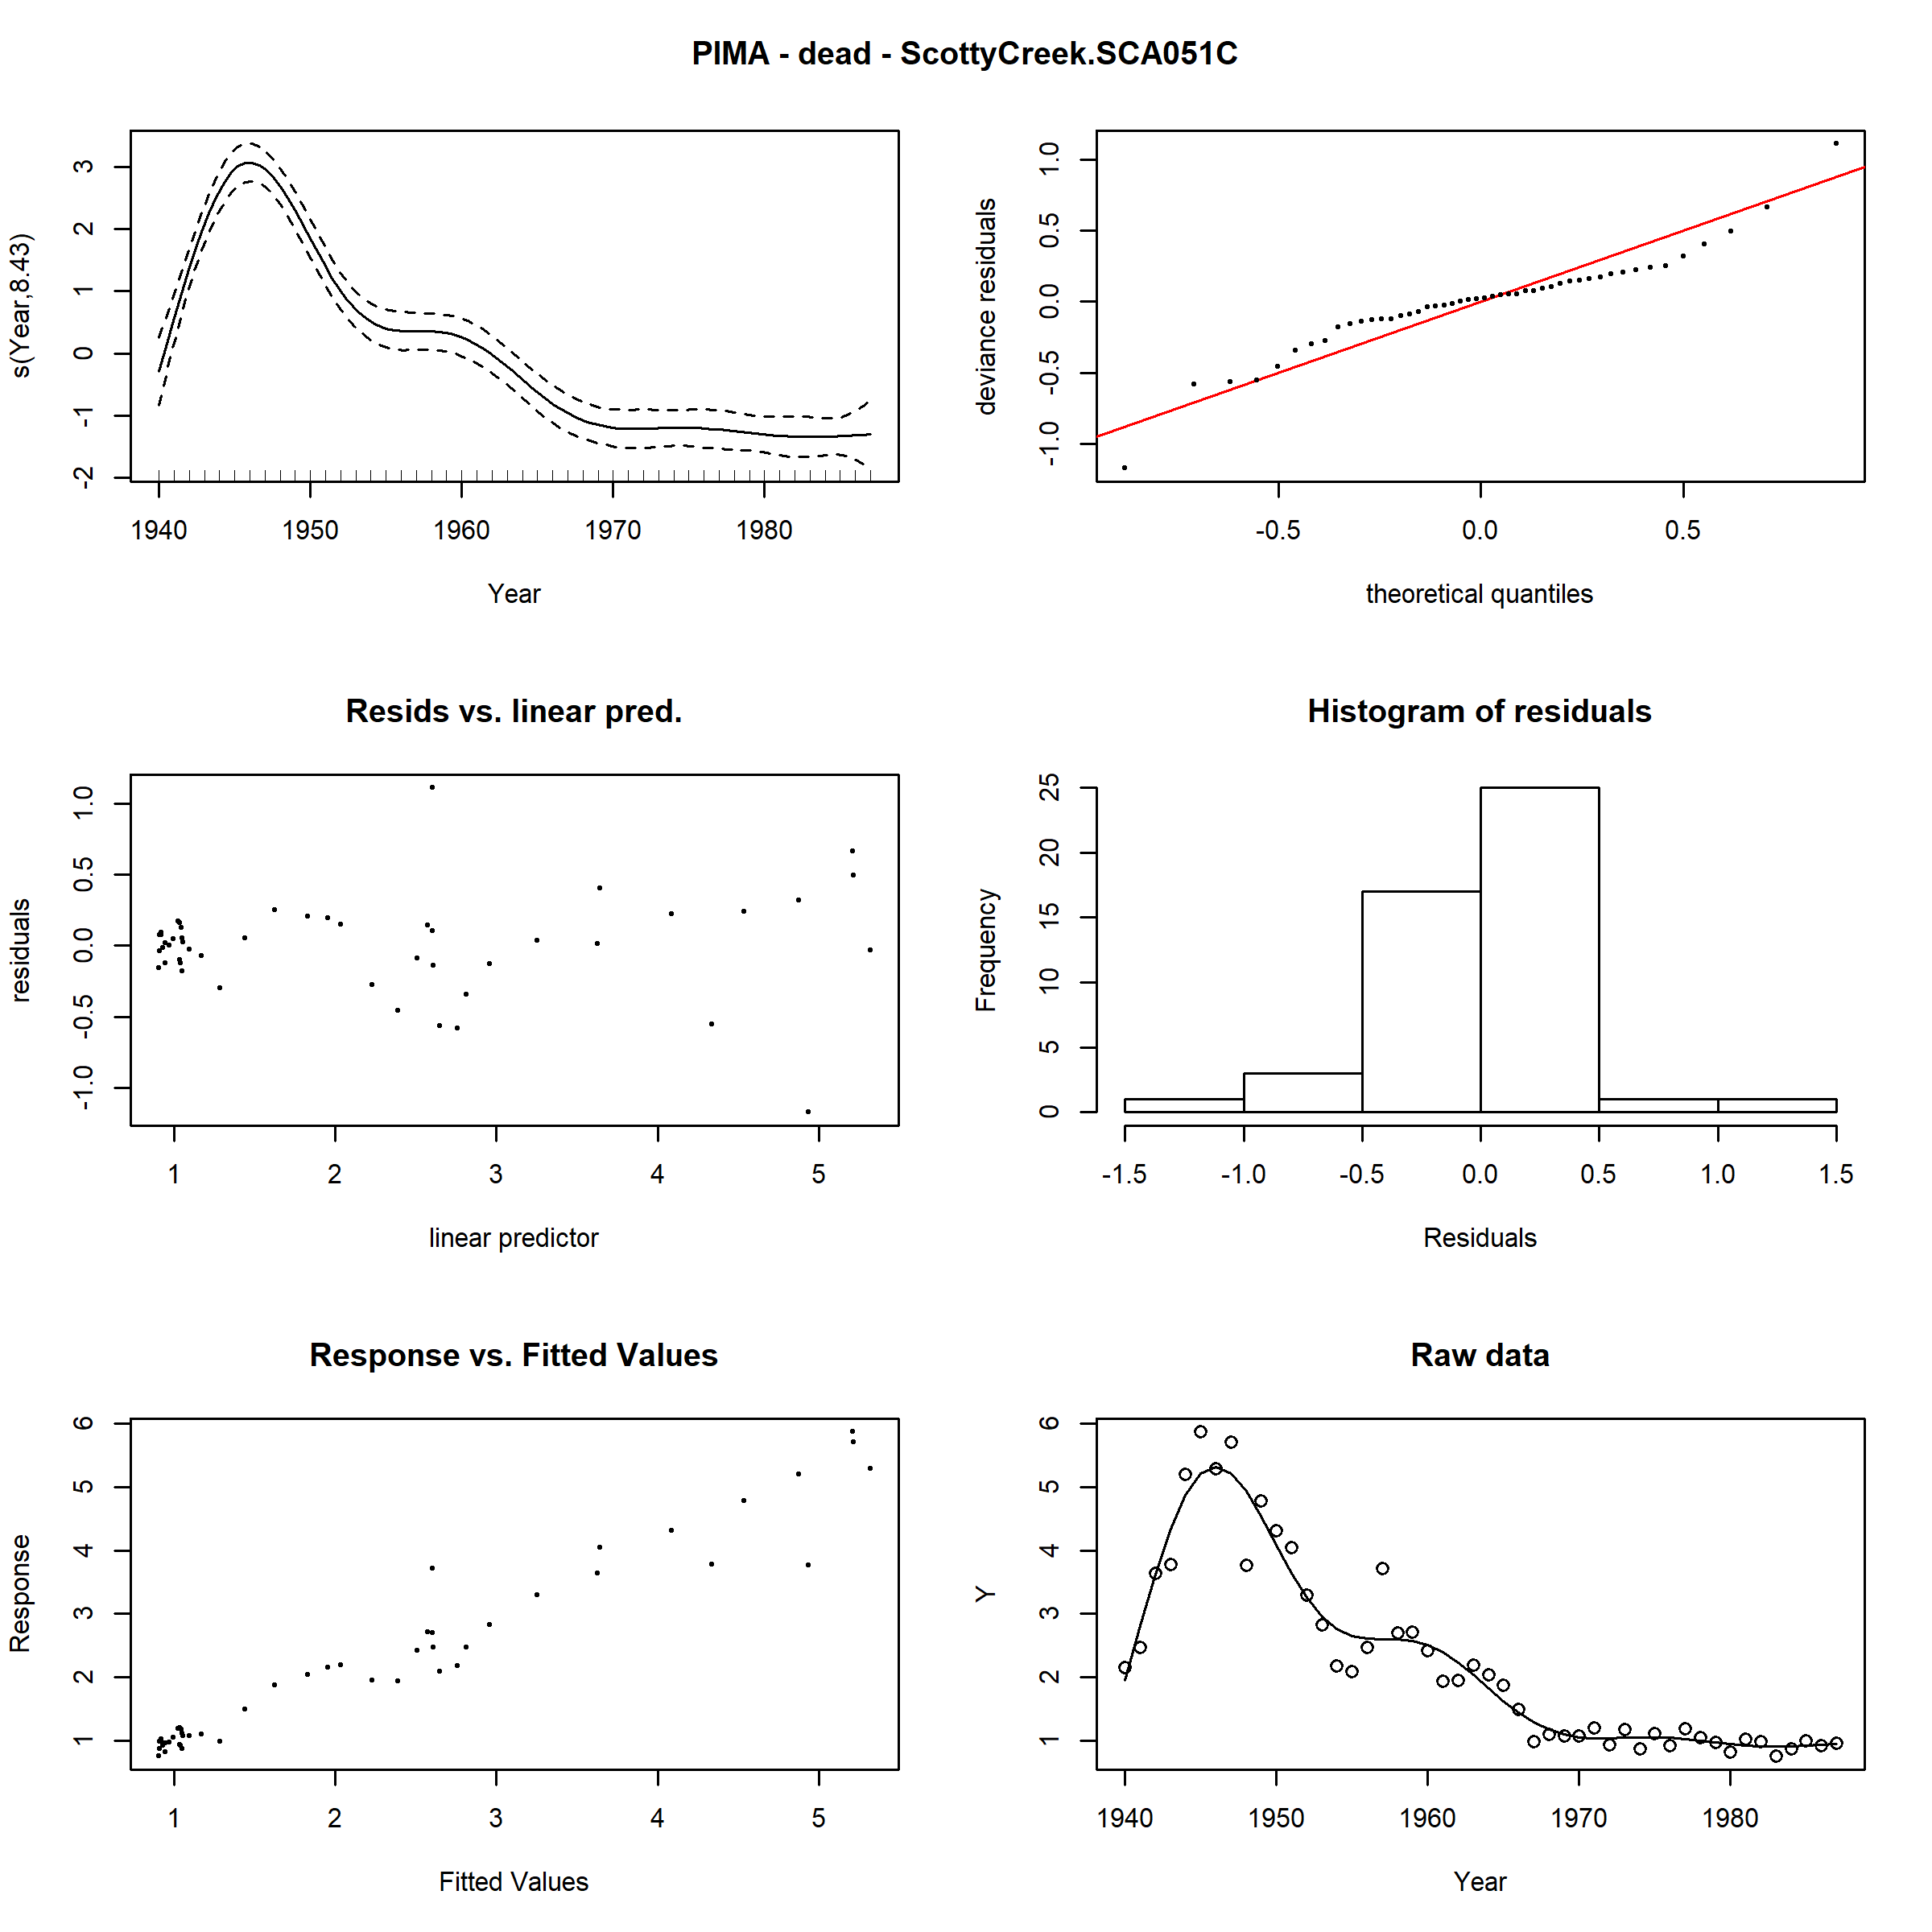 PIMA - dead - ScottyCreek.SCA051C
s(Year,8.43)
3
2
1
0
-1
-2
1940 1950 1960 1970 1980
Year
deviance residuals
1.0
0.5
0.0
-0.5
-1.0
-0.5 0.0 0.5
theoretical quantiles
Resids vs. linear pred.
residuals
1.0
0.5
0.0
-0.5
-1.0
1 2 3 4 5
linear predictor
Histogram of residuals
Frequency
25
20
15
10
5
0
-1.5 -1.0 -0.5 0.0 0.5 1.0 1.5
Residuals
Response vs. Fitted Values
Response
6
5
4
3
2
1
1 2 3 4 5
Fitted Values
Raw data
Y
6
5
4
3
2
1
1940 1950 1960 1970 1980
Year